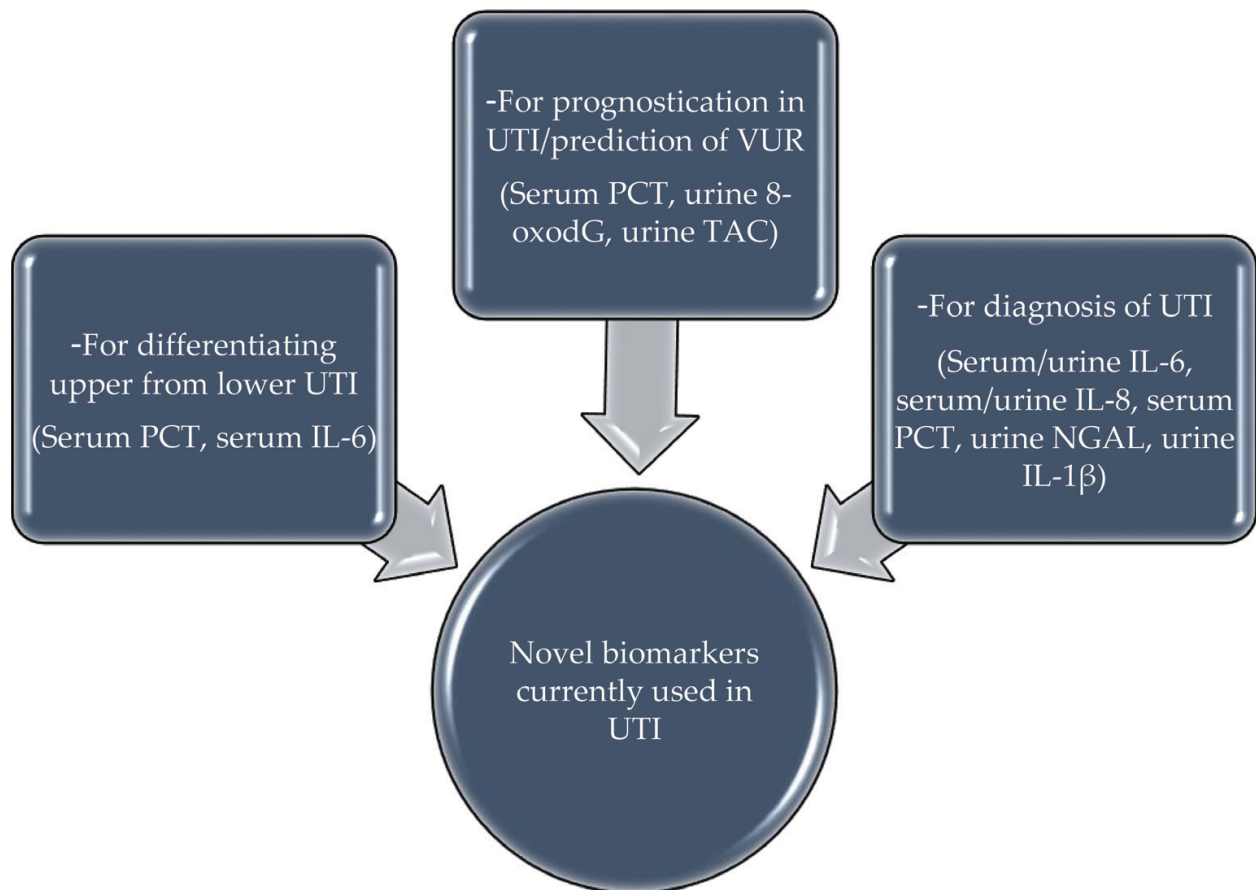 -For prognostication in
UTI/prediction of VUR
(Serum PCT, urine 8-
oxodG, urine TAC)
-For differentiating
upper from lower UTI
(Serum PCT, serum IL-6)
-For diagnosis of UTI
(Serum/urine IL-6,
serum/urine IL-8, serum
PCT, urine NGAL, urine
IL-1β)
Novel biomarkers
currently used in
UTI